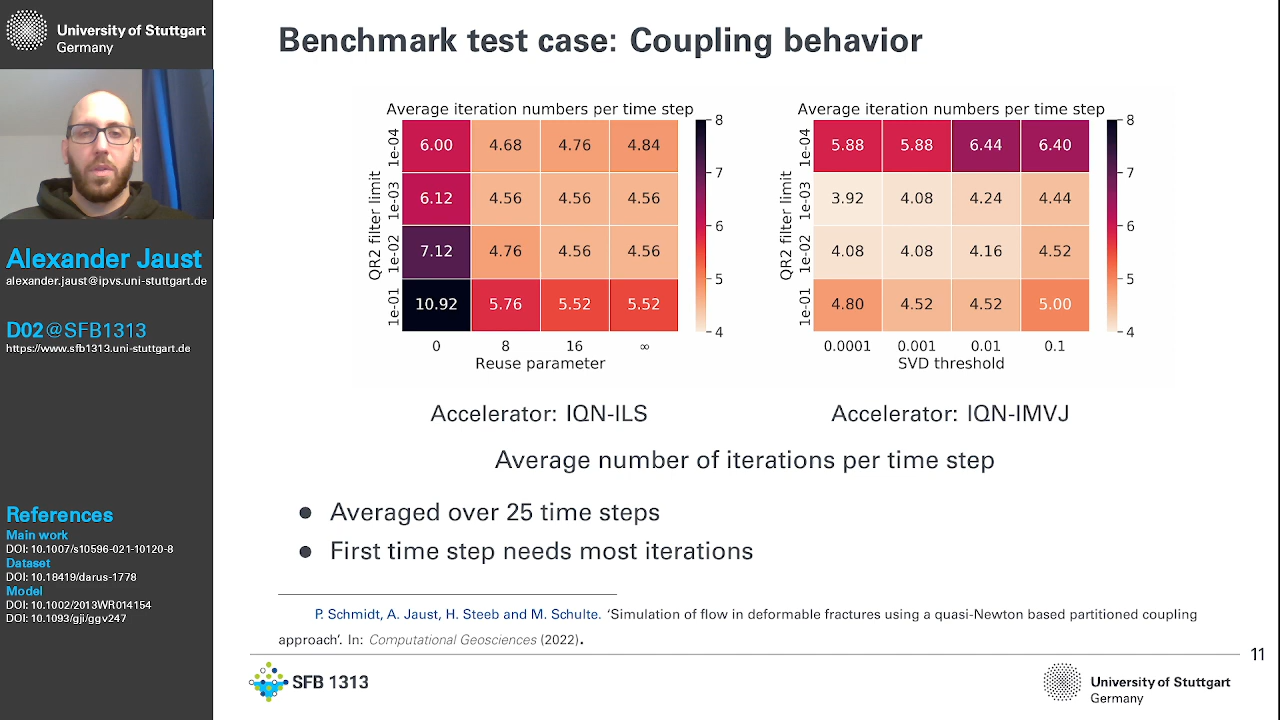 University of Stuttgart
Germany
Alexander Jaust
alexander.jaust@ipvs.uni-stuttgart.de
D02@SFB1313
https://www.sfb1313.uni-stuttgart.de
References
Main work
DOI: 10.1007/s10596-021-10120-8
Dataset
DOI: 10.18419/darus-1778
Model
DOI: 10.1002/2013WR014154
DOI: 10.1093/gji/ggv247
Benchmark test case: Coupling behavior
Average iteration numbers per time step
QR2 filter limit
1e-04 6.00 4.68 4.76 4.84
1e-03 6.12 4.56 4.56 4.56
1e-02 7.12 4.76 4.56 4.56
1e-01 10.92 5.76 5.52 5.52
0 8 16 ∞
Reuse parameter
8
7
6
5
4
Accelerator: IQN-ILS
Average iteration numbers per time step
QR2 filter limit
1e-04 5.88 5.88 6.44 6.40
1e-03 3.92 4.08 4.24 4.44
1e-02 4.08 4.08 4.16 4.52
1e-01 4.80 4.52 4.52 5.00
0.0001 0.001 0.01 0.1
SVD threshold
8
7
6
5
4
Accelerator: IQN-IMVJ
Average number of iterations per time step
● Averaged over 25 time steps
● First time step needs most iterations
P. Schmidt, A. Jaust, H. Steeb and M. Schulte. ‘Simulation of flow in deformable fractures using a quasi-Newton based partitioned coupling
approach’. In: Computational Geosciences (2022).
11
SFB 1313
University of Stuttgart
Germany